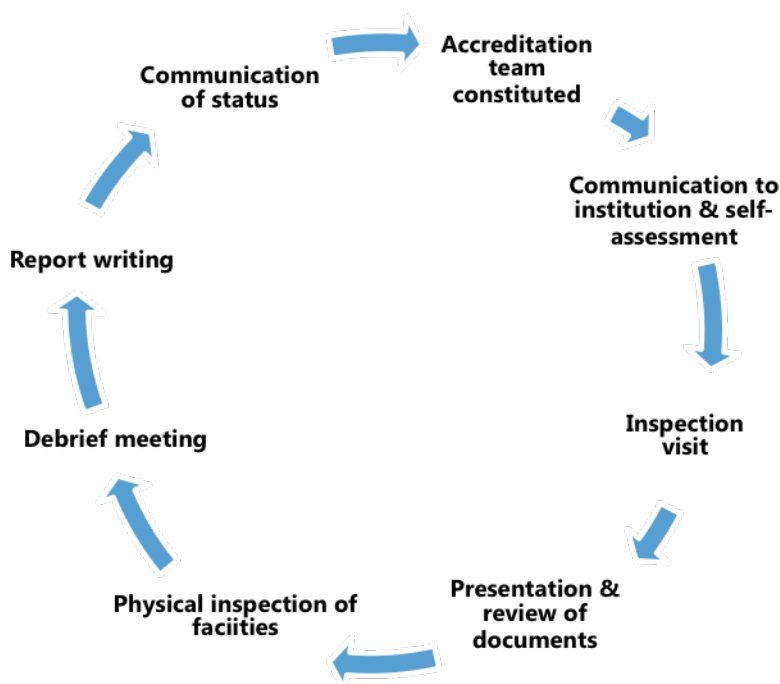 Accreditation
team
constituted
Communication to
institution & self-
assessment
Inspection
visit
Presentation &
review of
documents
Physical inspection of
faciities
Debrief meeting
Report writing
Communication
of status